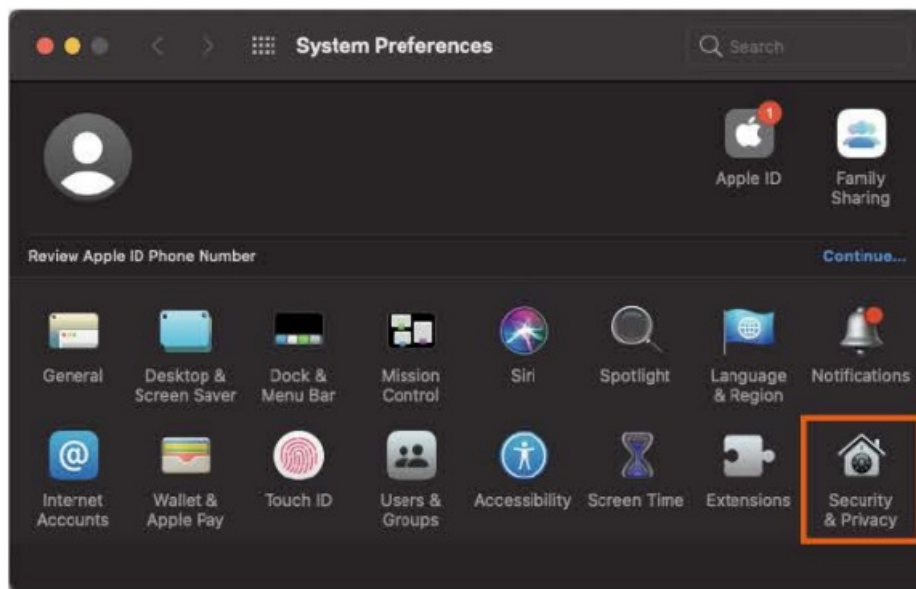 System Preferences
Search
1
Apple ID
Family
Sharing
Review Apple ID Phone Number
Continue...
General
Desktop &
Screen Saver
Dock &
Menu Bar
Mission
Control
Siri
Spotlight
Language
& Region
Notifications
@
Internet
Accounts
Wallet &
Apple Pay
Touch ID
Users &
Groups
Accessibility
Screen Time
Extensions
Security
& Privacy